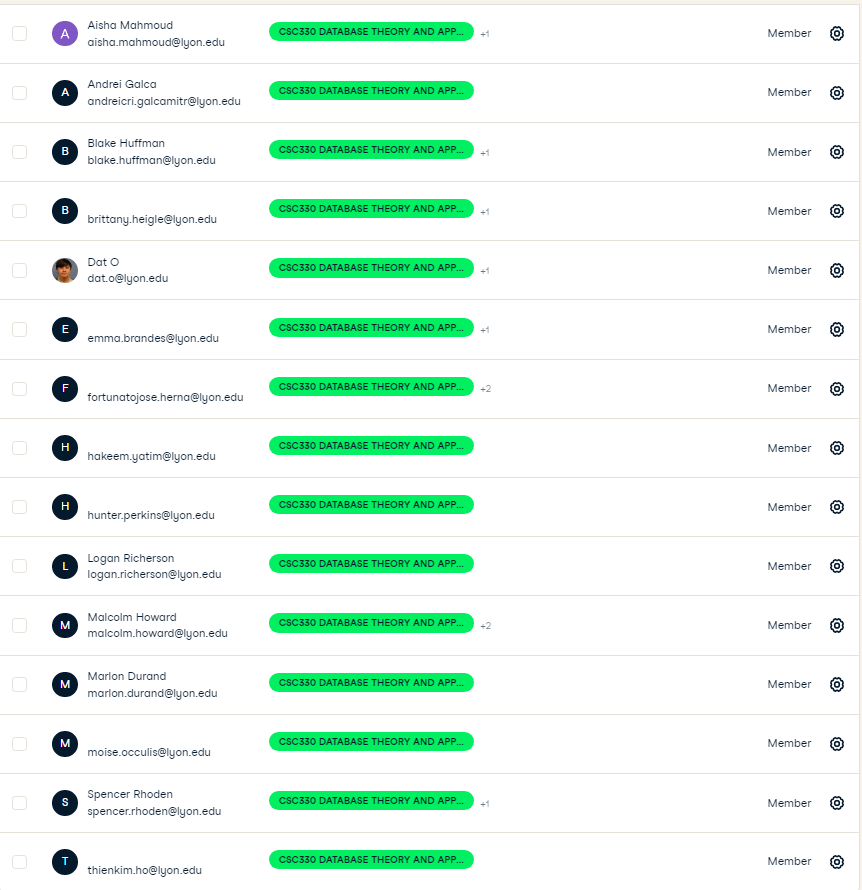 A Aisha Mahmoud CSC330 DATABASE THEORY AND APP... +1 Member
aisha.mahmoud@lyon.edu
A Andrei Galca CSC330 DATABASE THEORY AND APP... Member
andreicri.galcamitr@lyon.edu
B Blake Huffman CSC330 DATABASE THEORY AND APP... +1 Member
blake.huffman@lyon.edu
B CSC330 DATABASE THEORY AND APP... +1 Member
brittany.heigle@lyon.edu
Dat O CSC330 DATABASE THEORY AND APP... +1 Member
dat.o@lyon.edu
E CSC330 DATABASE THEORY AND APP... +1 Member
emma.brandes@lyon.edu
F CSC330 DATABASE THEORY AND APP... +2 Member
fortunatojose.herna@lyon.edu
H CSC330 DATABASE THEORY AND APP... Member
hakeem.yatim@lyon.edu
H CSC330 DATABASE THEORY AND APP... Member
hunter.perkins@lyon.edu
L Logan Richerson CSC330 DATABASE THEORY AND APP... Member
logan.richerson@lyon.edu
M Malcolm Howard CSC330 DATABASE THEORY AND APP... +2 Member
malcolm.howard@lyon.edu
M Marlon Durand CSC330 DATABASE THEORY AND APP... Member
marlon.durand@lyon.edu
M CSC330 DATABASE THEORY AND APP... Member
moise.occulis@lyon.edu
S Spencer Rhoden CSC330 DATABASE THEORY AND APP... +1 Member
spencer.rhoden@lyon.edu
T CSC330 DATABASE THEORY AND APP... Member
thienkim.ho@lyon.edu